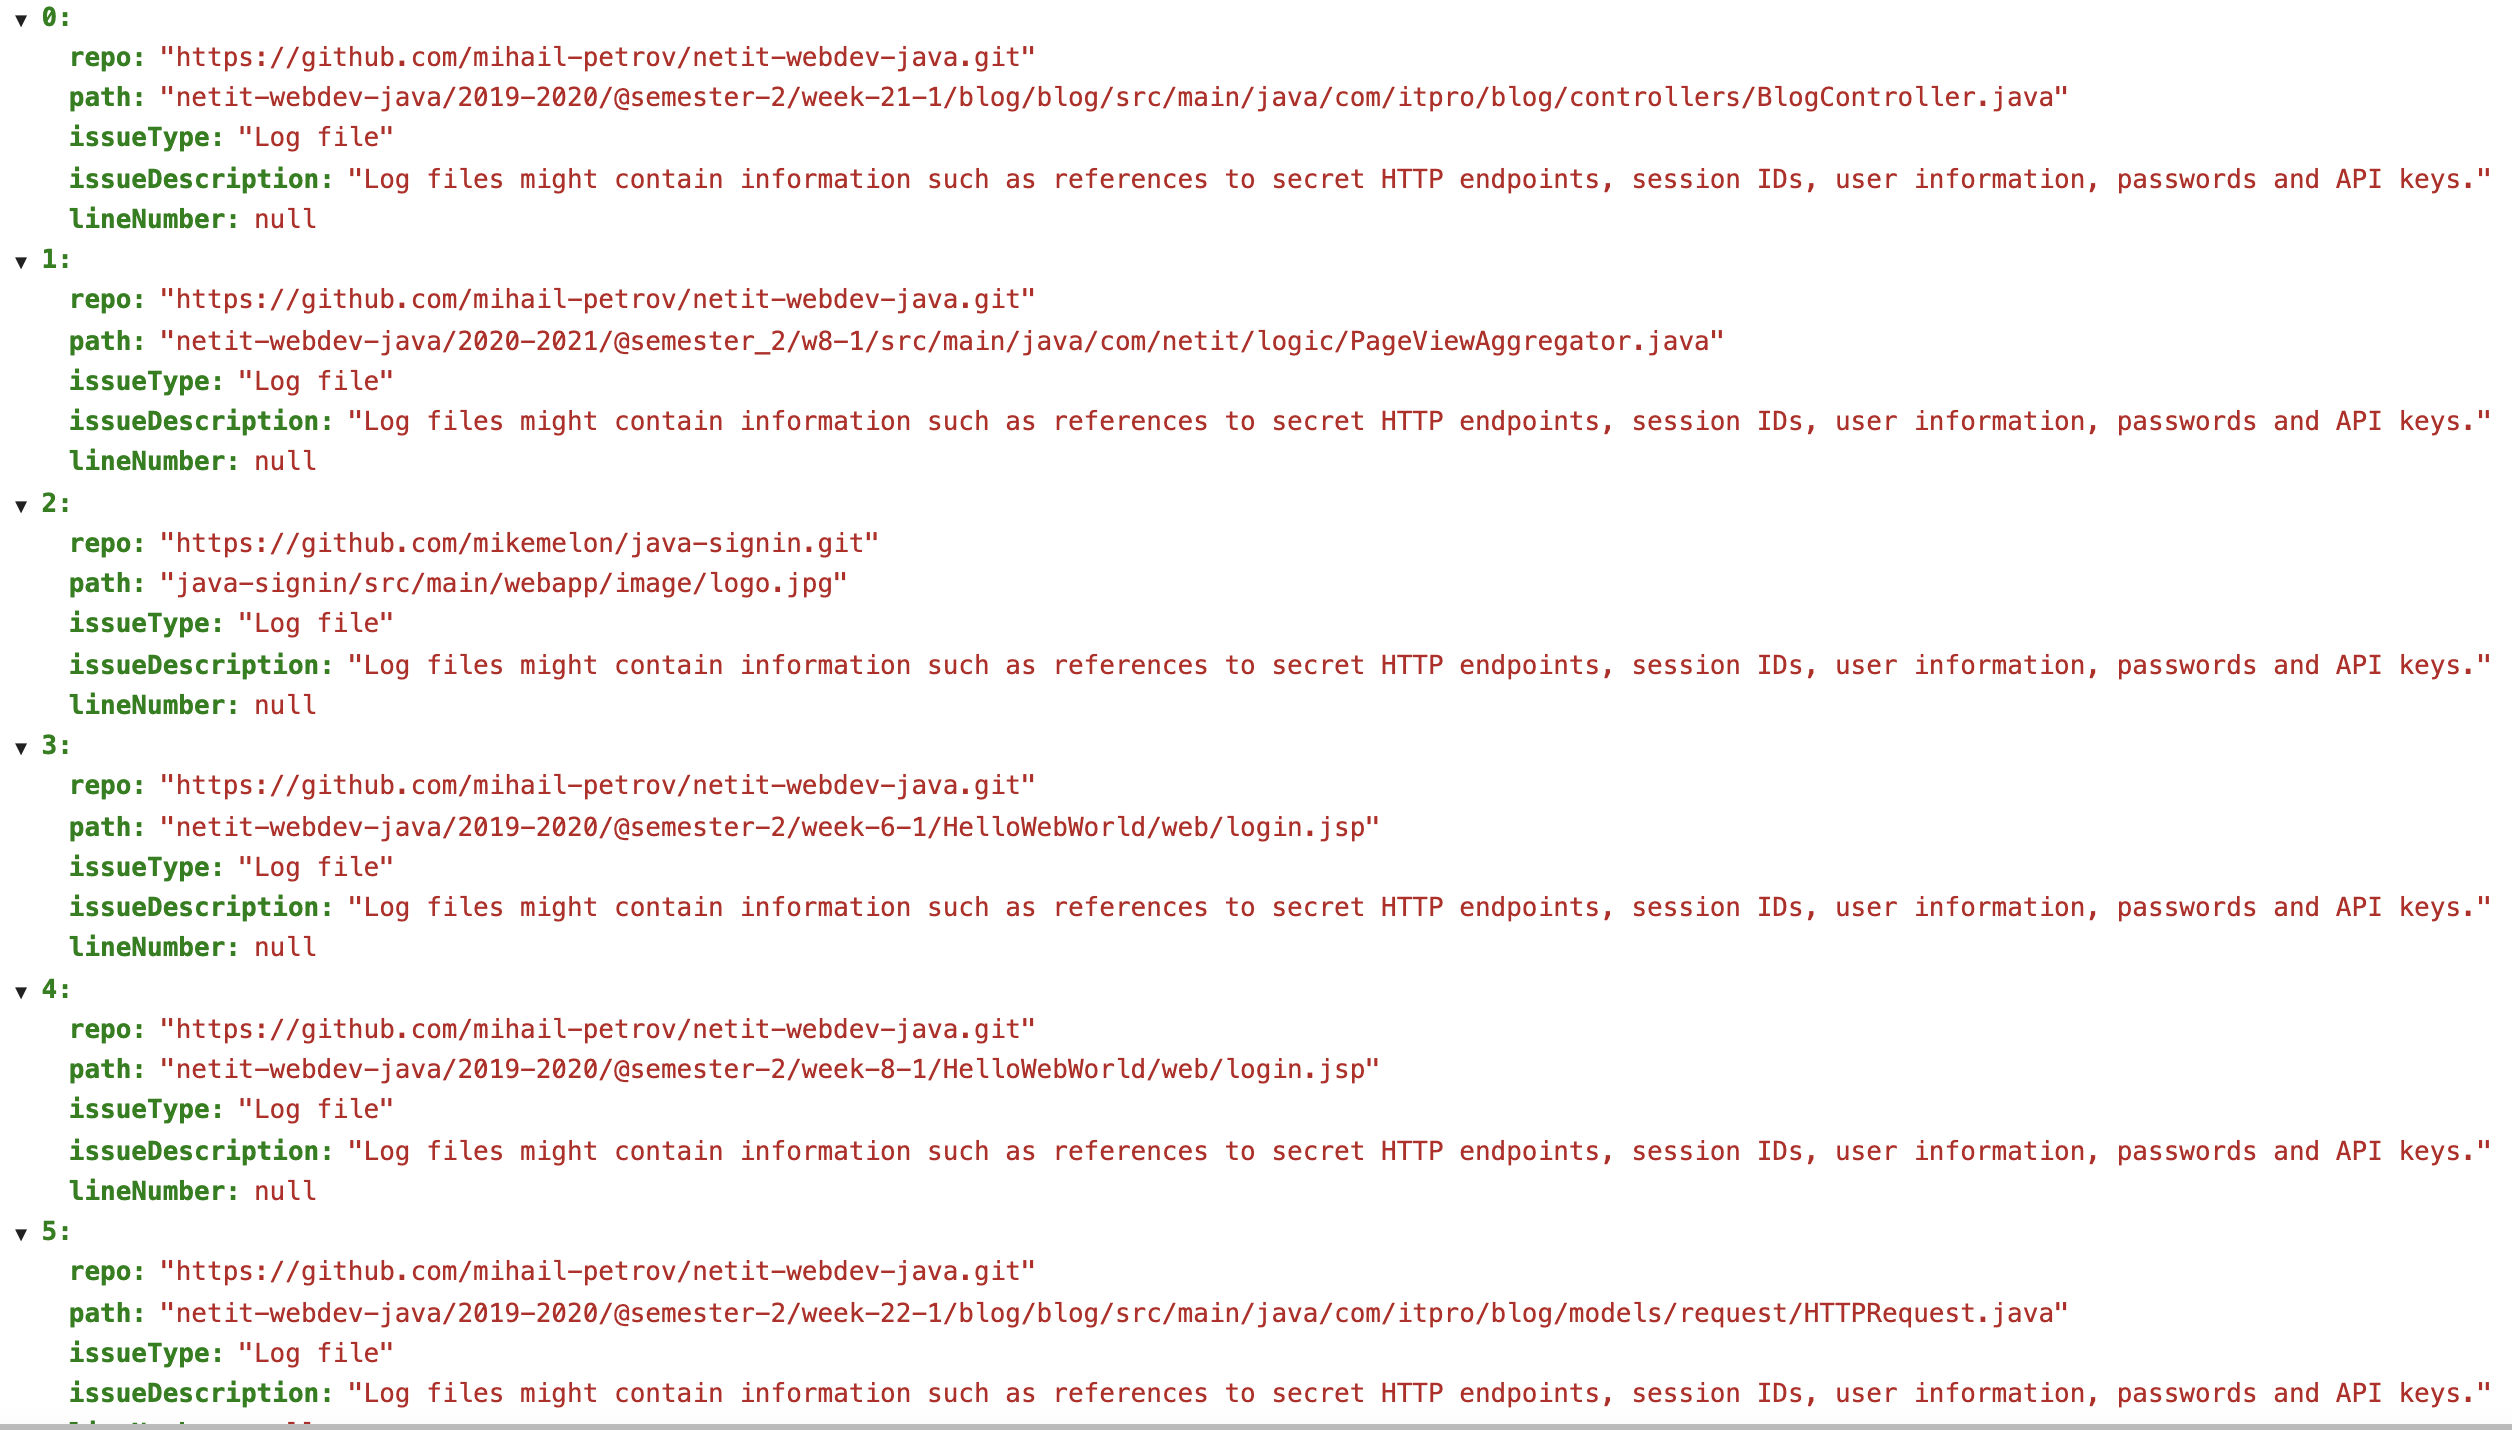 ▼ 0:
repo: "https://github.com/mihail-petrov/netit-webdev-java.git"
path: "netit-webdev-java/2019-2020/@semester-2/week-21-1/blog/blog/src/main/java/com/itpro/blog/controllers/BlogController.java"
issueType: "Log file"
issueDescription: "Log files might contain information such as references to secret HTTP endpoints, session IDs, user information, passwords and API keys."
lineNumber: null
▼ 1:
repo: "https://github.com/mihail-petrov/netit-webdev-java.git"
path: "netit-webdev-java/2020-2021/@semester_2/w8-1/src/main/java/com/netit/logic/PageViewAggregator.java"
issueType: "Log file"
issueDescription: "Log files might contain information such as references to secret HTTP endpoints, session IDs, user information, passwords and API keys."
lineNumber: null
▼ 2:
repo: "https://github.com/mikemelon/java-signin.git"
path: "java-signin/src/main/webapp/image/logo.jpg"
issueType: "Log file"
issueDescription: "Log files might contain information such as references to secret HTTP endpoints, session IDs, user information, passwords and API keys."
lineNumber: null
▼ 3:
repo: "https://github.com/mihail-petrov/netit-webdev-java.git"
path: "netit-webdev-java/2019-2020/@semester-2/week-6-1/HelloWebWorld/web/login.jsp"
issueType: "Log file"
issueDescription: "Log files might contain information such as references to secret HTTP endpoints, session IDs, user information, passwords and API keys."
lineNumber: null
▼ 4:
repo: "https://github.com/mihail-petrov/netit-webdev-java.git"
path: "netit-webdev-java/2019-2020/@semester-2/week-8-1/HelloWebWorld/web/login.jsp"
issueType: "Log file"
issueDescription: "Log files might contain information such as references to secret HTTP endpoints, session IDs, user information, passwords and API keys."
lineNumber: null
▼ 5:
repo: "https://github.com/mihail-petrov/netit-webdev-java.git"
path: "netit-webdev-java/2019-2020/@semester-2/week-22-1/blog/blog/src/main/java/com/itpro/blog/models/request/HTTPRequest.java"
issueType: "Log file"
issueDescription: "Log files might contain information such as references to secret HTTP endpoints, session IDs, user information, passwords and API keys."